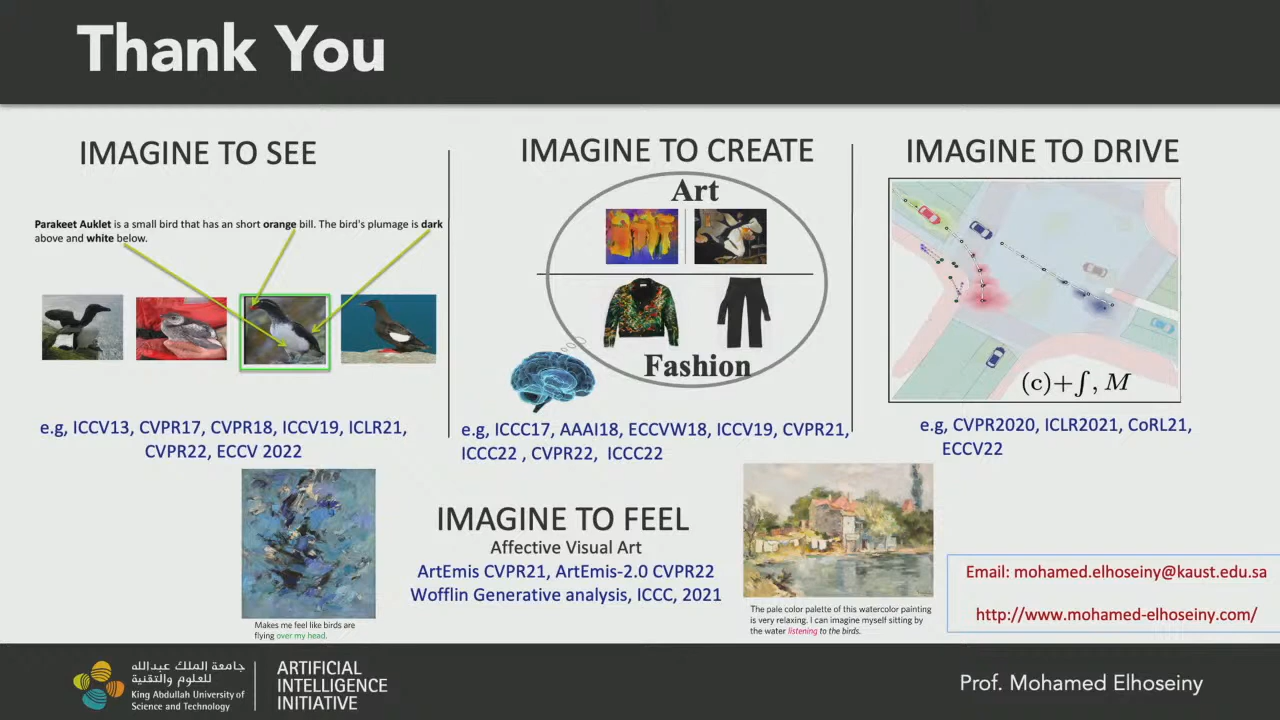 Thank You
IMAGINE TO SEE
Parakeet Auklet is a small bird that has an short orange bill. The bird's plumage is dark
above and white below.
e.g, ICCV13, CVPR17, CVPR18, ICCV19, ICLR21,
CVPR22, ECCV 2022
IMAGINE TO CREATE
Art
Fashion
e.g, ICCC17, AAAI18, ECCVW18, ICCV19, CVPR21,
ICCC22 , CVPR22, ICCC22
IMAGINE TO DRIVE
(c)+∫, M
e.g, CVPR2020, ICLR2021, CoRL21,
ECCV22
Makes me feel like birds are
flying over my head.
IMAGINE TO FEEL
Affective Visual Art
ArtEmis CVPR21, ArtEmis-2.0 CVPR22
Wofflin Generative analysis, ICCC, 2021
The pale color palette of this watercolor painting
is very relaxing. I can imagine myself sitting by
the water listening to the birds.
Email: mohamed.elhoseiny@kaust.edu.sa
http://www.mohamed-elhoseiny.com/
جامعة الملك عبدالله
للعلوم والتقنية
King Abdullah University of
Science and Technology
ARTIFICIAL
INTELLIGENCE
INITIATIVE
Prof. Mohamed Elhoseiny